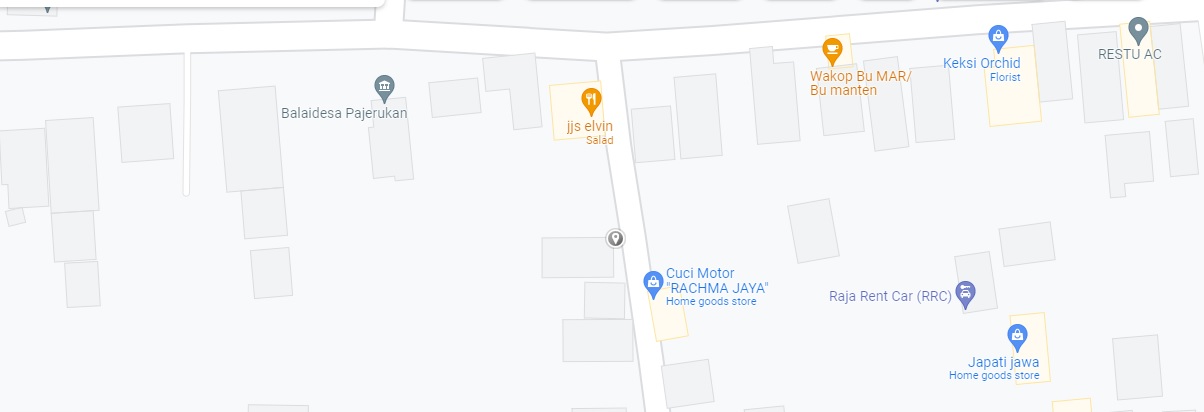 Keksi Orchid
Florist
RESTU AC
Wakop Bu MAR/
Bu manten
Balaidesa Pajerukan
jjs elvin
Salad
Cuci Motor
"RACHMA JAYA"
Home goods store
Raja Rent Car (RRC)
Japati jawa
Home goods store